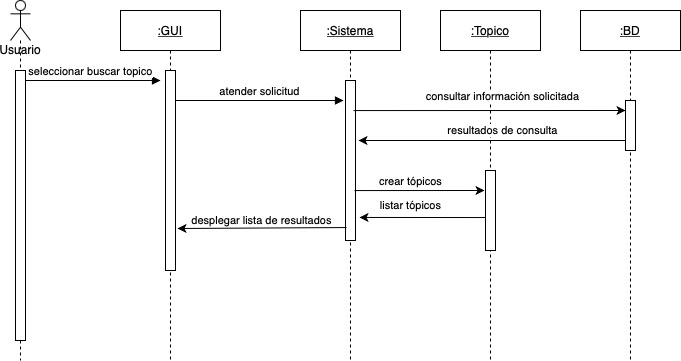 :GUI
:Sistema
:Topico
:BD
Usuario
seleccionar buscar topico
atender solicitud
consultar información solicitada
resultados de consulta
crear tópicos
listar tópicos
desplegar lista de resultados